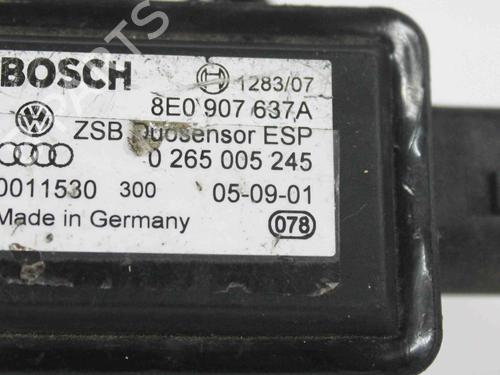 BOSCH 1283/07
8E0 907 637A
ZSB Duosensor ESP
0 265 005 245
0011530 300 05-09-01
Made in Germany
078